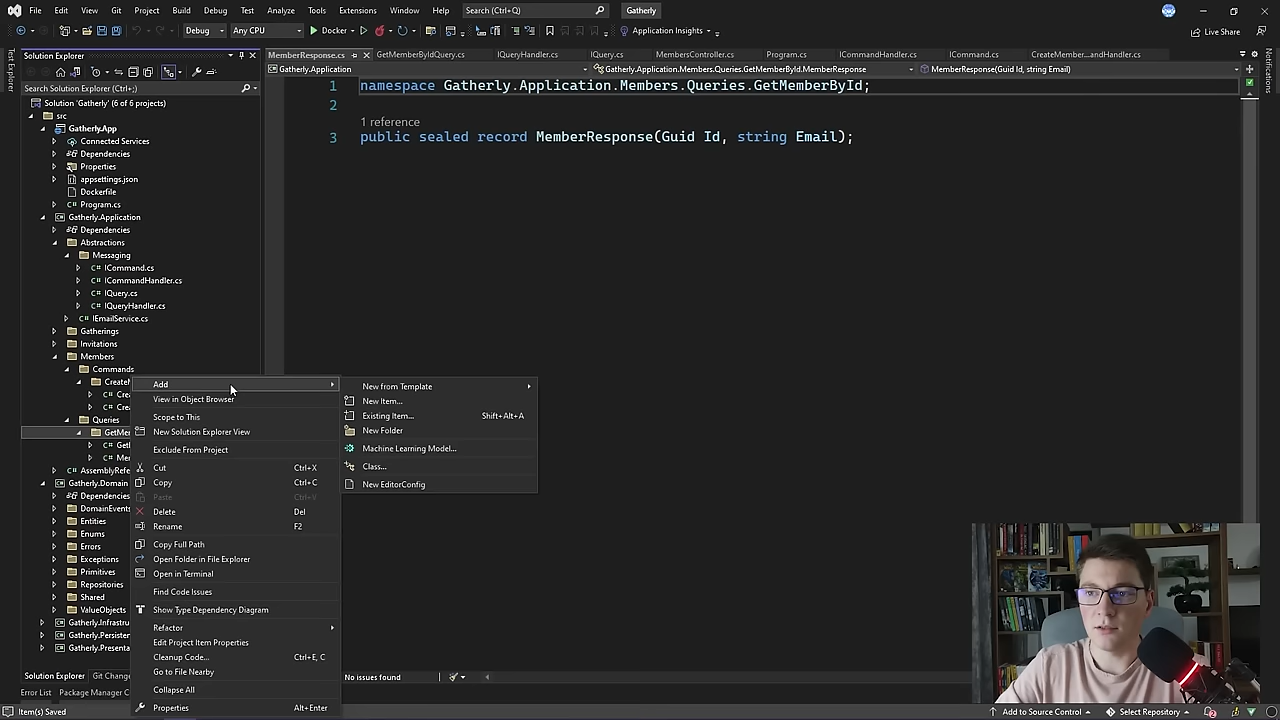 File Edit View Git Project Build Debug Test Analyze Tools Extensions Window Help Search (Ctrl+Q) Gatherly
Debug Any CPU Docker Application Insights Live Share
Test Explorer
Notifications
Solution Explorer
Search Solution Explorer (Ctrl+;)
Solution 'Gatherly' (6 of 6 projects)
src
Gatherly.App
Connected Services
Dependencies
Properties
appsettings.json
Dockerfile
Program.cs
Gatherly.Application
Dependencies
Abstractions
Messaging
ICommand.cs
ICommandHandler.cs
IQuery.cs
IQueryHandler.cs
IEmailService.cs
Gatherings
Invitations
Members
Commands
Queries
Dependencies
DomainEvents
Entities
Enums
Errors
Exceptions
Primitives
Repositories
Shared
ValueObjects
Solution Explorer Git Chang
MemberResponse.cs GetMemberByIdQuery.cs IQueryHandler.cs IQuery.cs MembersController.cs Program.cs ICommandHandler.cs ICommand.cs CreateMember...andHandler.cs
Gatherly.Application Gatherly.Application.Members.Queries.GetMemberById.MemberResponse MemberResponse(Guid Id, string Email)
1 namespace Gatherly.Application.Members.Queries.GetMemberById;
2
1 reference
3 public sealed record MemberResponse(Guid Id, string Email);
Add
View in Object Browser
Scope to This
New Solution Explorer View
Exclude From Project
Cut Ctrl+X
Copy Ctrl+C
Paste Ctrl+V
Delete Del
Rename F2
Copy Full Path
Open Folder in File Explorer
Open in Terminal
Find Code Issues
Show Type Dependency Diagram
Refactor
Edit Project Item Properties
Cleanup Code... Ctrl+E, C
Go to File Nearby
Collapse All
Properties Alt+Enter
New from Template
New Item...
Existing Item... Shift+Alt+A
New Folder
Machine Learning Model...
Class...
New EditorConfig
No issues found
Error List Package Manager C
Item(s) Saved
Add to Source Control Select Repository